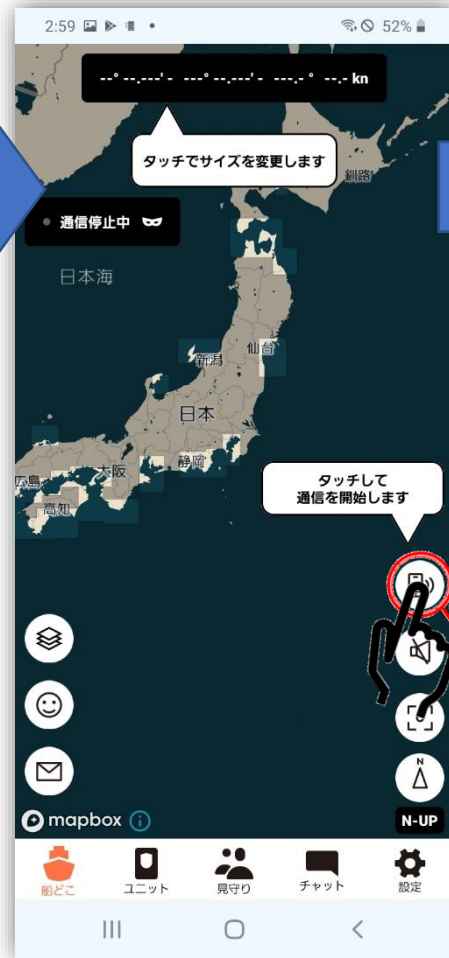 2:59
52%
--° --.---' - ---° --.---' - ---.- ° --.- kn
タッチでサイズを変更します
釧路
通信停止中
日本海
仙台
新潟
日本
静岡
大阪
広島
高知
タッチして
通信を開始します
N
mapbox
N-UP
船どこ
ユニット
見守り
チャット
設定